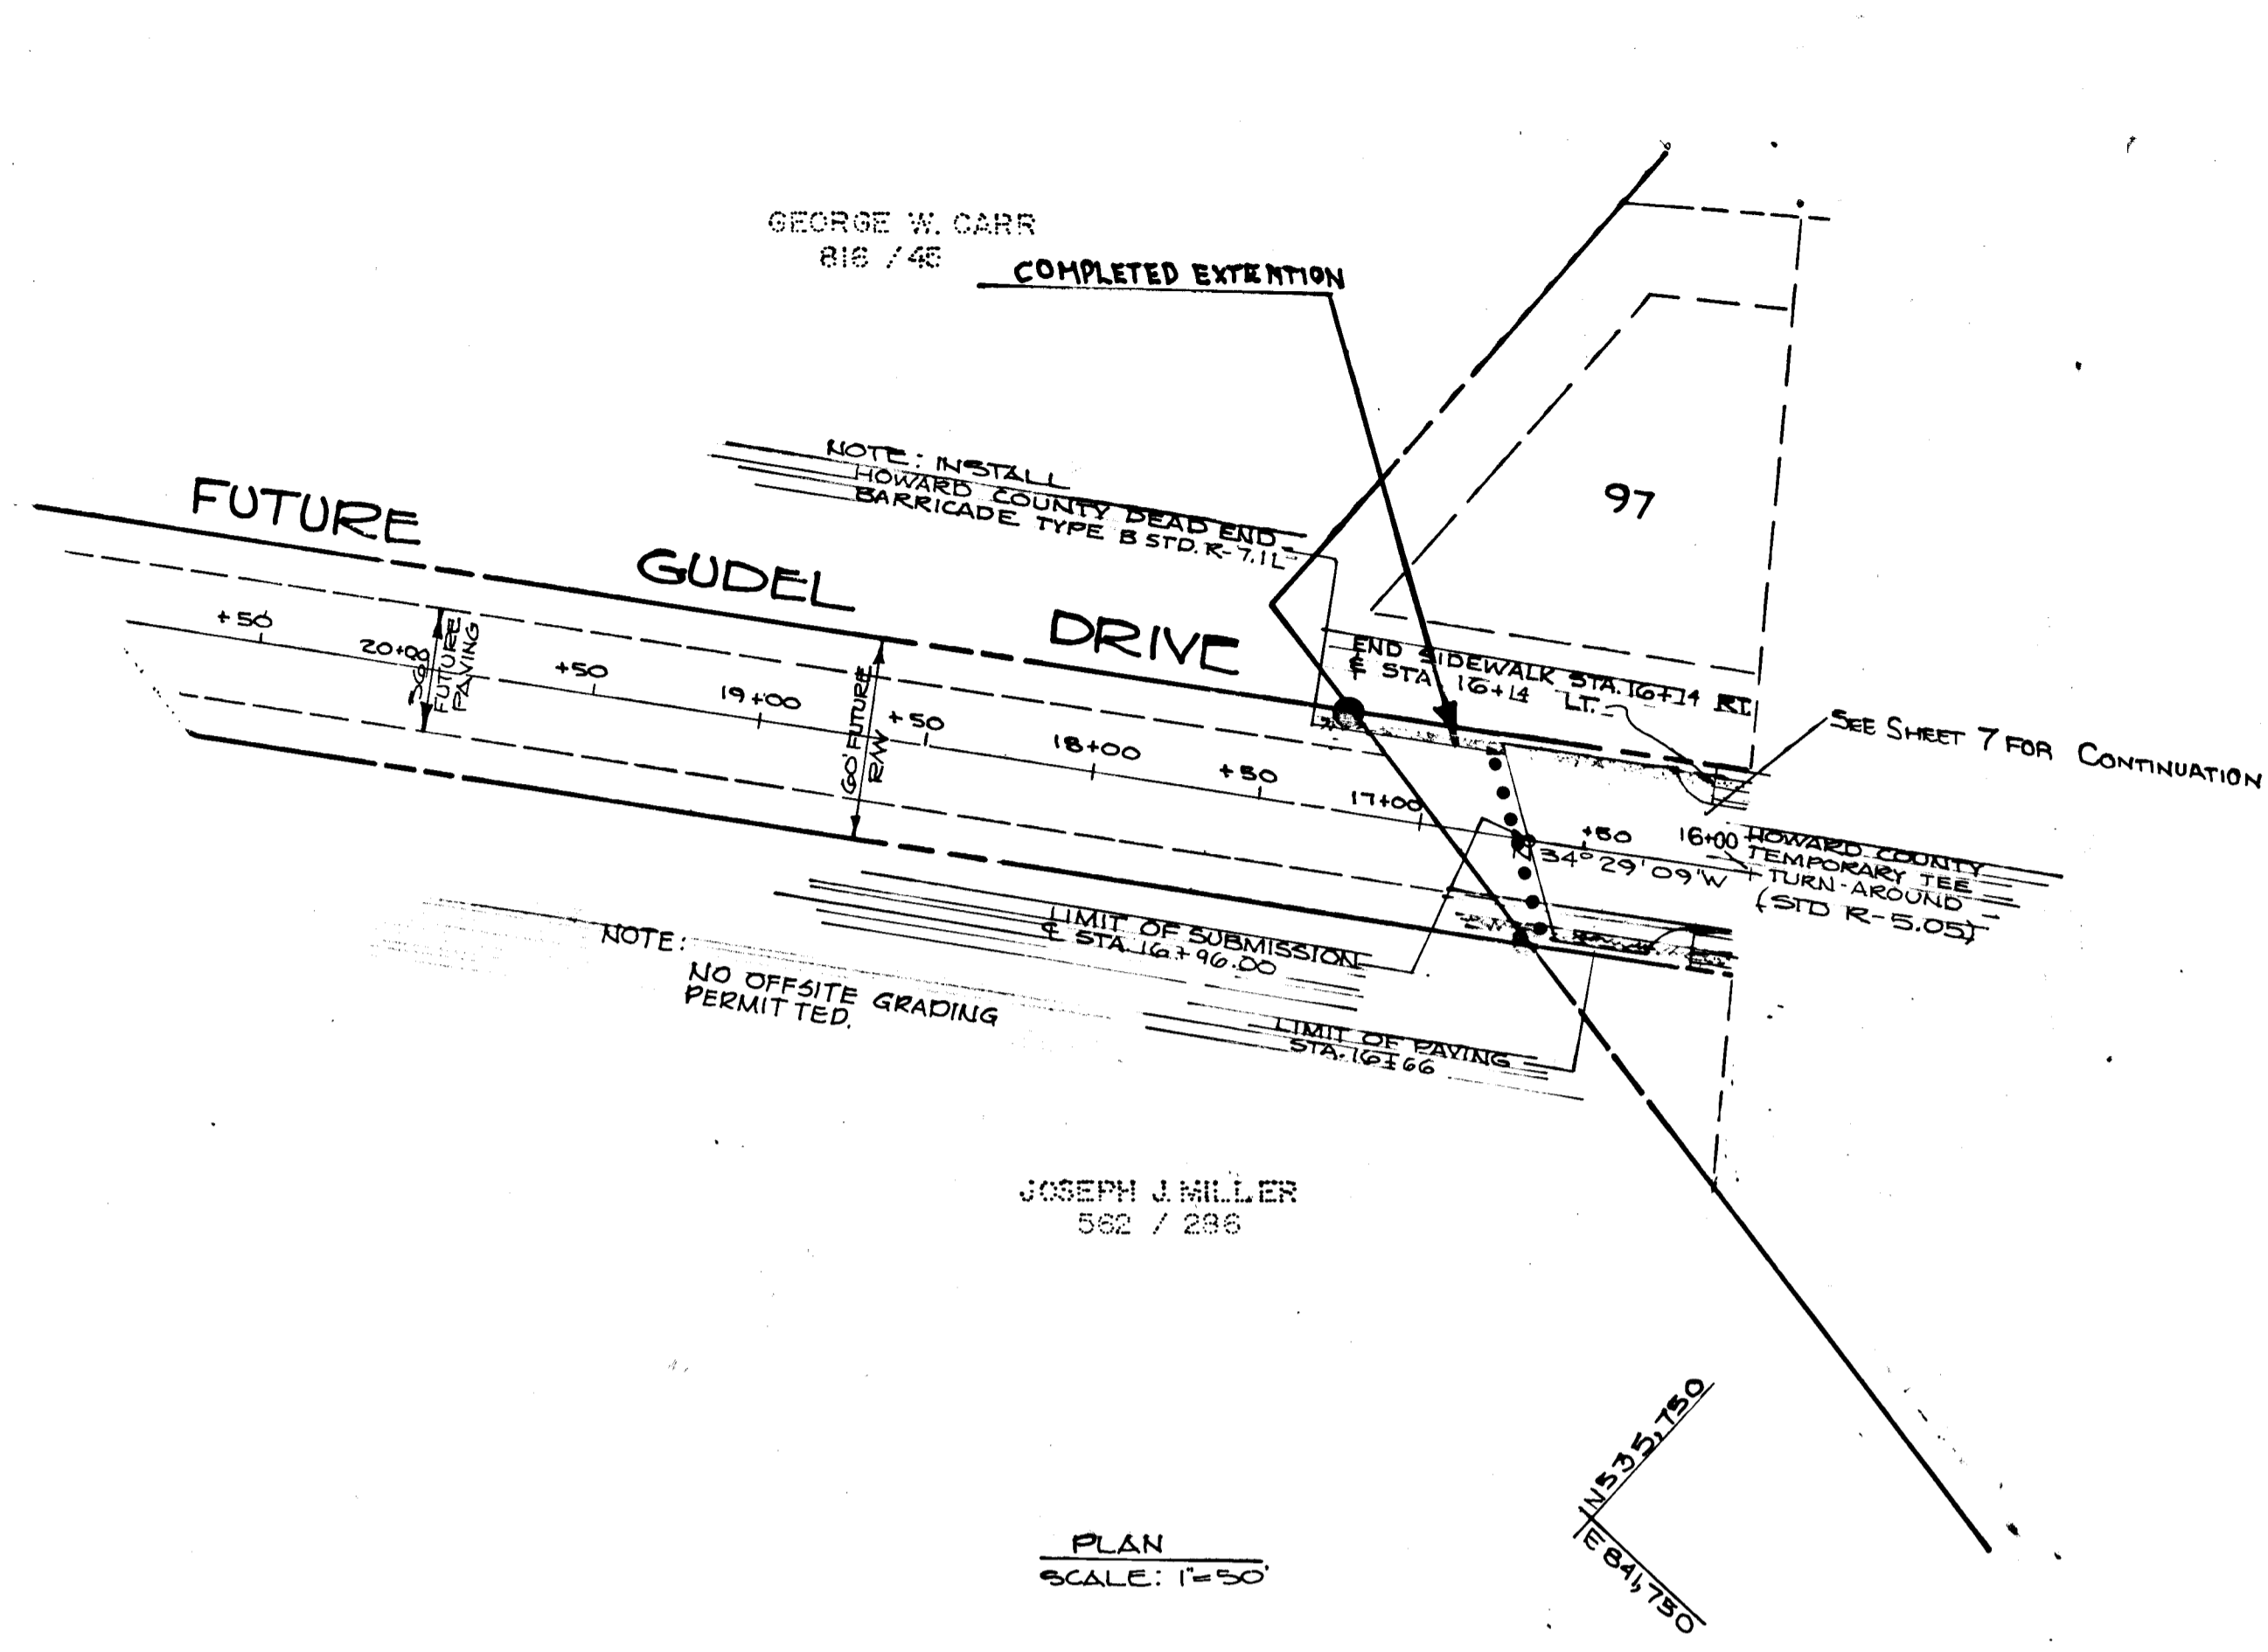 GEORGE W. CARR
816 / 45
COMPLETED EXTENTION
NOTE: INSTALL
HOWARD COUNTY DEAD END
BARRICADE TYPE B STD. R-7.11
97
FUTURE GUDEL DRIVE
END SIDEWALK STA. 16+14 RT.
& STA. 16+14 LT.
SEE SHEET 7 FOR CONTINUATION
+50
20+00
+50
19+00
+50
18+00
+50
17+00
+50
16+00
FUTURE
PAVING
60' FUTURE
R/W
N 34°29'09"W
HOWARD COUNTY
TEMPORARY TEE
TURN-AROUND
(STD R-5.05)
LIMIT OF SUBMISSION
℄ STA. 16+96.00
NOTE:
NO OFFSITE GRADING
PERMITTED.
LIMIT OF PAVING
STA. 16+66
JOSEPH J. MILLER
562 / 286
N535,750
E841,750
PLAN
SCALE: 1"=50'